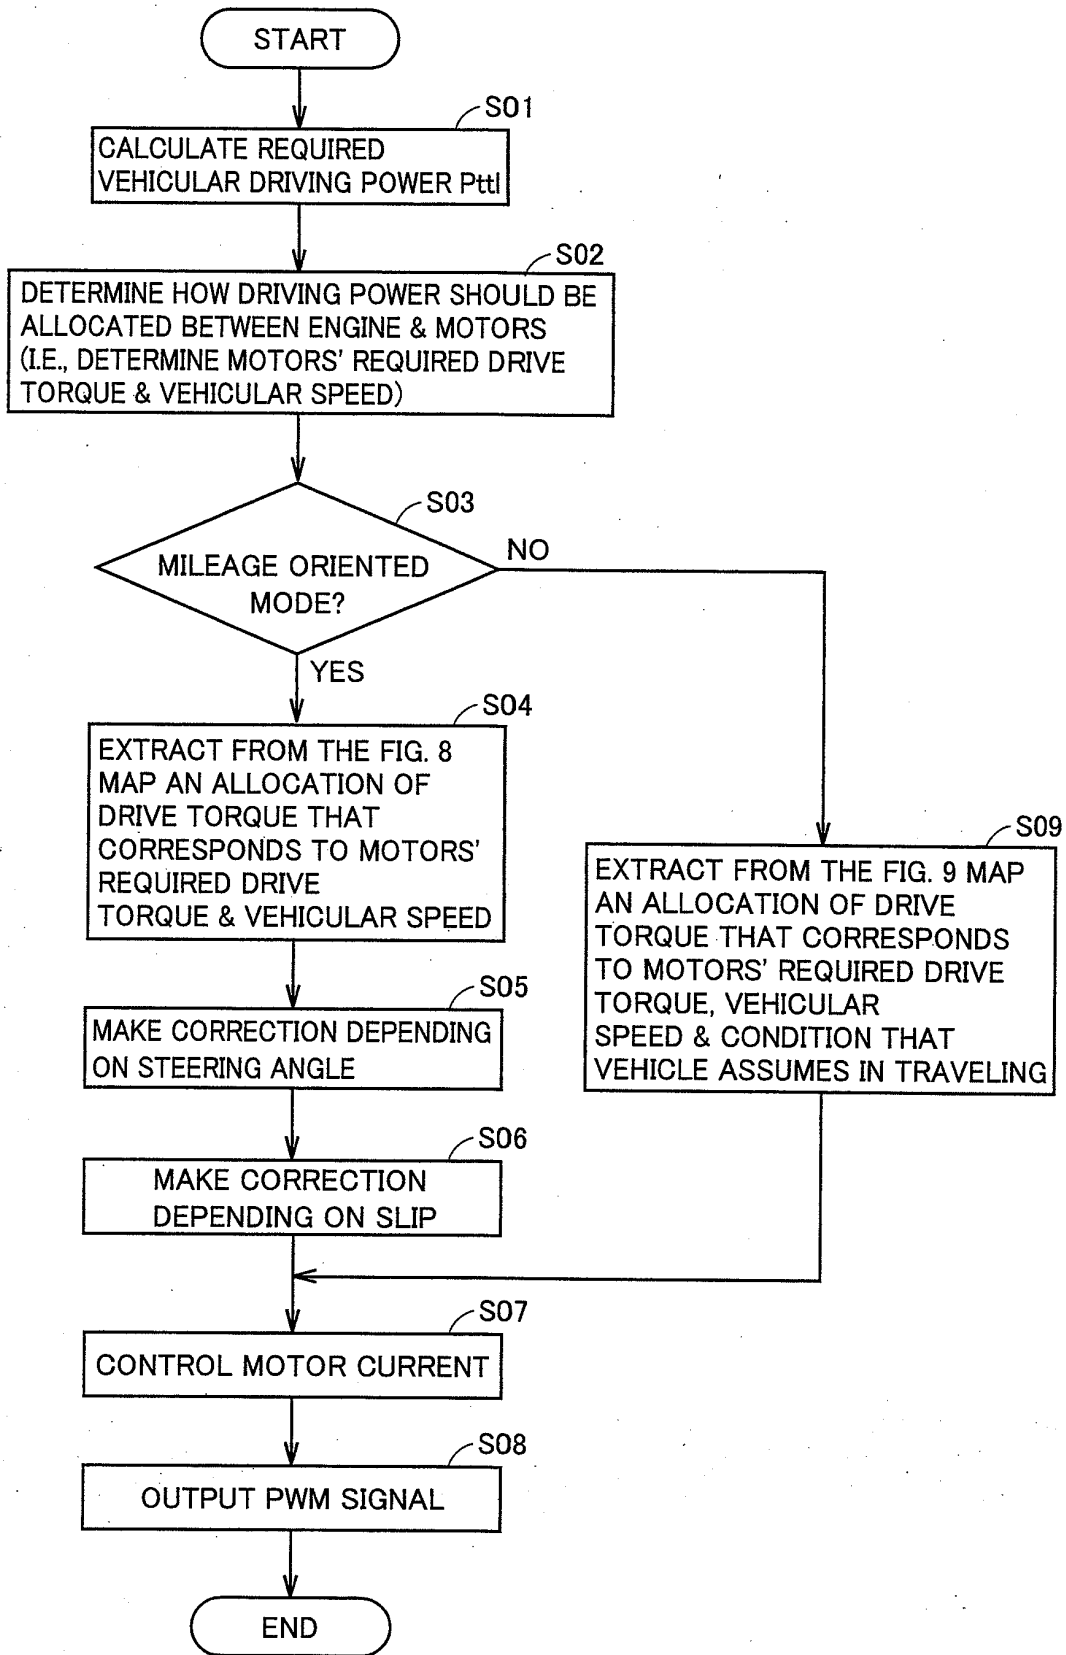 START
S01
CALCULATE REQUIRED
VEHICULAR DRIVING POWER Pttl
S02
DETERMINE HOW DRIVING POWER SHOULD BE
ALLOCATED BETWEEN ENGINE & MOTORS
(I.E., DETERMINE MOTORS' REQUIRED DRIVE
TORQUE & VEHICULAR SPEED)
S03
MILEAGE ORIENTED
MODE?
NO
YES
S04
EXTRACT FROM THE FIG. 8
MAP AN ALLOCATION OF
DRIVE TORQUE THAT
CORRESPONDS TO MOTORS'
REQUIRED DRIVE
TORQUE & VEHICULAR SPEED
S09
EXTRACT FROM THE FIG. 9 MAP
AN ALLOCATION OF DRIVE
TORQUE THAT CORRESPONDS
TO MOTORS' REQUIRED DRIVE
TORQUE, VEHICULAR
SPEED & CONDITION THAT
VEHICLE ASSUMES IN TRAVELING
S05
MAKE CORRECTION DEPENDING
ON STEERING ANGLE
S06
MAKE CORRECTION
DEPENDING ON SLIP
S07
CONTROL MOTOR CURRENT
S08
OUTPUT PWM SIGNAL
END